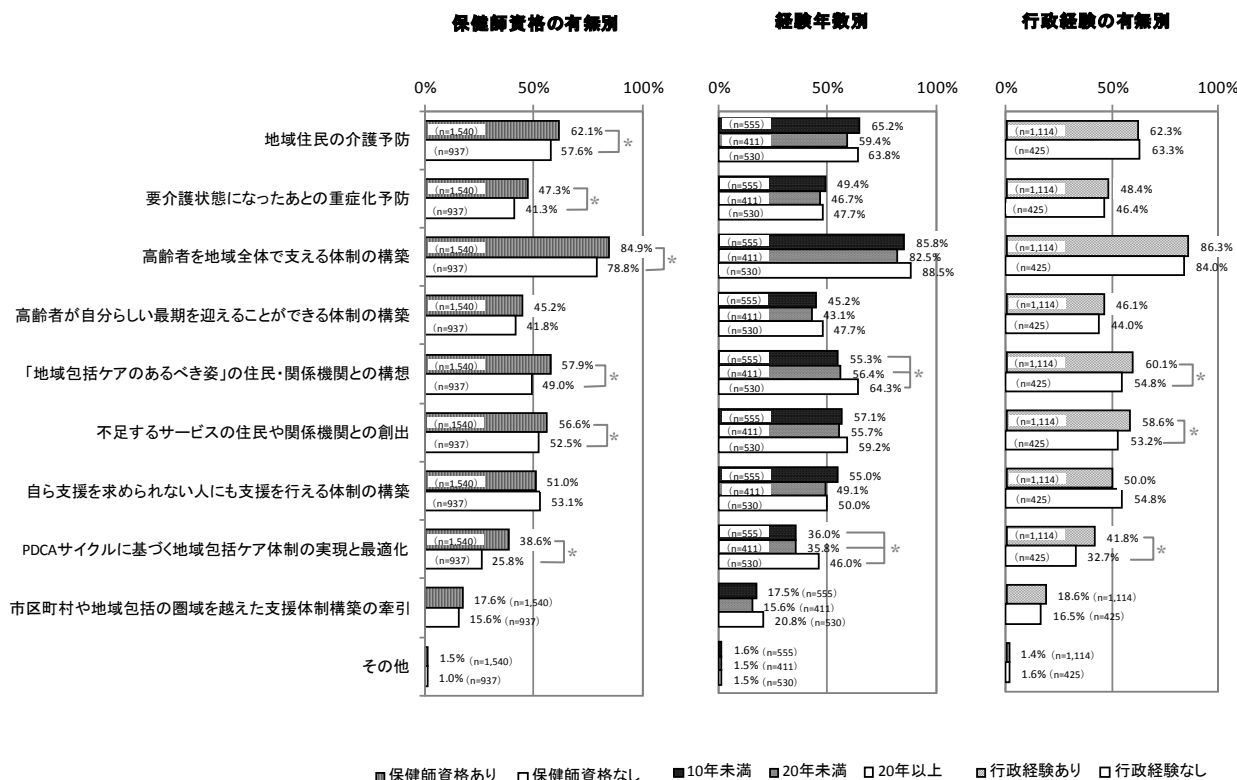 保健師資格の有無別 経験年数別 行政経験の有無別
0% 50% 100% 0% 50% 100% 0% 50% 100%
地域住民の介護予防
(n=1,540) 62.1%
(n=937) 57.6%
*
(n=555) 65.2%
(n=411) 59.4%
(n=530) 63.8%
(n=1,114) 62.3%
(n=425) 63.3%
要介護状態になったあとの重症化予防
(n=1,540) 47.3%
(n=937) 41.3%
*
(n=555) 49.4%
(n=411) 46.7%
(n=530) 47.7%
(n=1,114) 48.4%
(n=425) 46.4%
高齢者を地域全体で支える体制の構築
(n=1,540) 84.9%
(n=937) 78.8%
*
(n=555) 85.8%
(n=411) 82.5%
(n=530) 88.5%
(n=1,114) 86.3%
(n=425) 84.0%
高齢者が自分らしい最期を迎えることができる体制の構築
(n=1,540) 45.2%
(n=937) 41.8%
(n=555) 45.2%
(n=411) 43.1%
(n=530) 47.7%
(n=1,114) 46.1%
(n=425) 44.0%
「地域包括ケアのあるべき姿」の住民・関係機関との構想
(n=1,540) 57.9%
(n=937) 49.0%
*
(n=555) 55.3%
(n=411) 56.4%
(n=530) 64.3%
*
(n=1,114) 60.1%
(n=425) 54.8%
*
不足するサービスの住民や関係機関との創出
(n=,1540) 56.6%
(n=937) 52.5%
*
(n=555) 57.1%
(n=411) 55.7%
(n=530) 59.2%
(n=1,114) 58.6%
(n=425) 53.2%
*
自ら支援を求められない人にも支援を行える体制の構築
(n=1,540) 51.0%
(n=937) 53.1%
(n=555) 55.0%
(n=411) 49.1%
(n=530) 50.0%
(n=1,114) 50.0%
(n=425) 54.8%
PDCAサイクルに基づく地域包括ケア体制の実現と最適化
(n=1,540) 38.6%
(n=937) 25.8%
*
(n=555) 36.0%
(n=411) 35.8%
(n=530) 46.0%
*
(n=1,114) 41.8%
(n=425) 32.7%
*
市区町村や地域包括の圏域を越えた支援体制構築の牽引
17.6% (n=1,540)
15.6% (n=937)
17.5% (n=555)
15.6% (n=411)
20.8% (n=530)
18.6% (n=1,114)
16.5% (n=425)
その他
1.5% (n=1,540)
1.0% (n=937)
1.6% (n=555)
1.5% (n=411)
1.5% (n=530)
1.4% (n=1,114)
1.6% (n=425)
保健師資格あり 保健師資格なし 10年未満 20年未満 20年以上 行政経験あり 行政経験なし